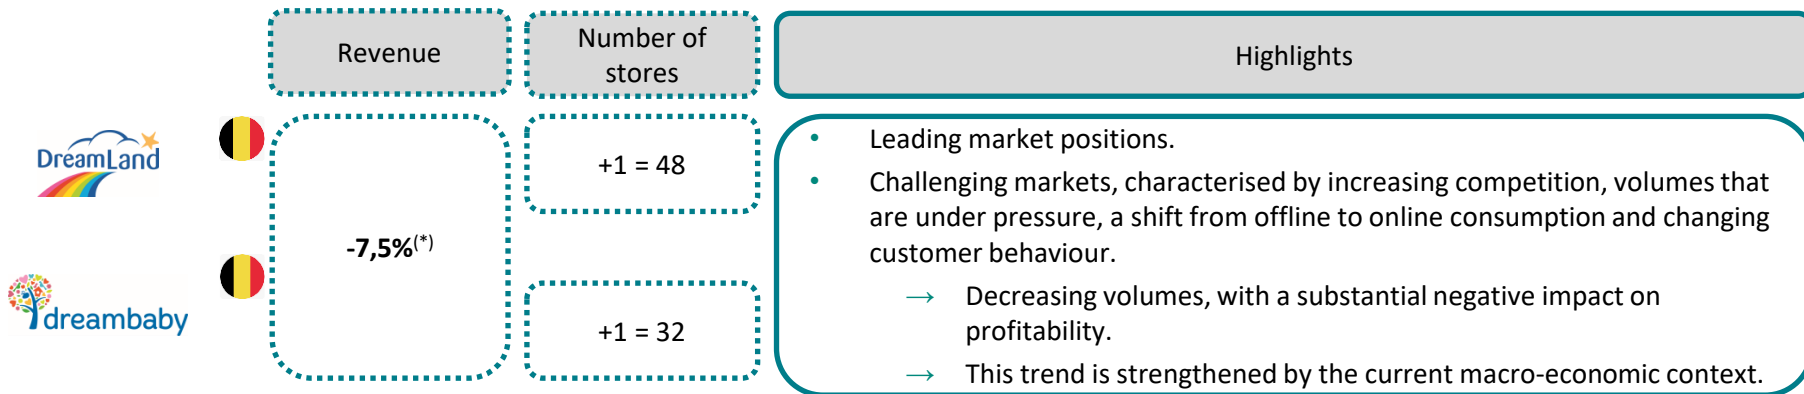 Revenue
Number of
stores
Highlights
DreamLand
dreambaby
-7,5%(*)
+1 = 48
+1 = 32
• Leading market positions.
• Challenging markets, characterised by increasing competition, volumes that
are under pressure, a shift from offline to online consumption and changing
customer behaviour.
→ Decreasing volumes, with a substantial negative impact on
profitability.
→ This trend is strengthened by the current macro-economic context.